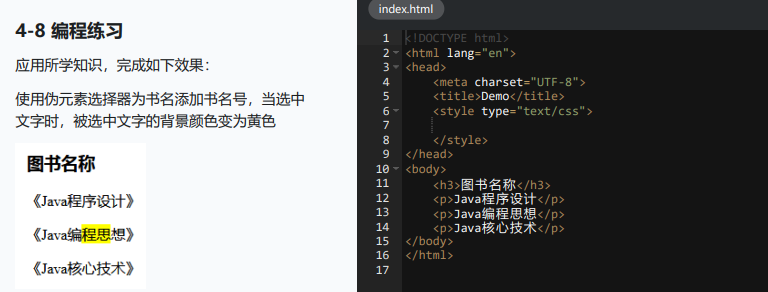 4-8 编程练习
应用所学知识，完成如下效果：
使用伪元素选择器为书名添加书名号，当选中
文字时，被选中文字的背景颜色变为黄色
图书名称
《Java程序设计》
《Java编程思想》
《Java核心技术》
index.html
1 <!DOCTYPE html>
2 <html lang="en">
3 <head>
4 <meta charset="UTF-8">
5 <title>Demo</title>
6 <style type="text/css">
7
8 </style>
9 </head>
10 <body>
11 <h3>图书名称</h3>
12 <p>Java程序设计</p>
13 <p>Java编程思想</p>
14 <p>Java核心技术</p>
15 </body>
16 </html>
17